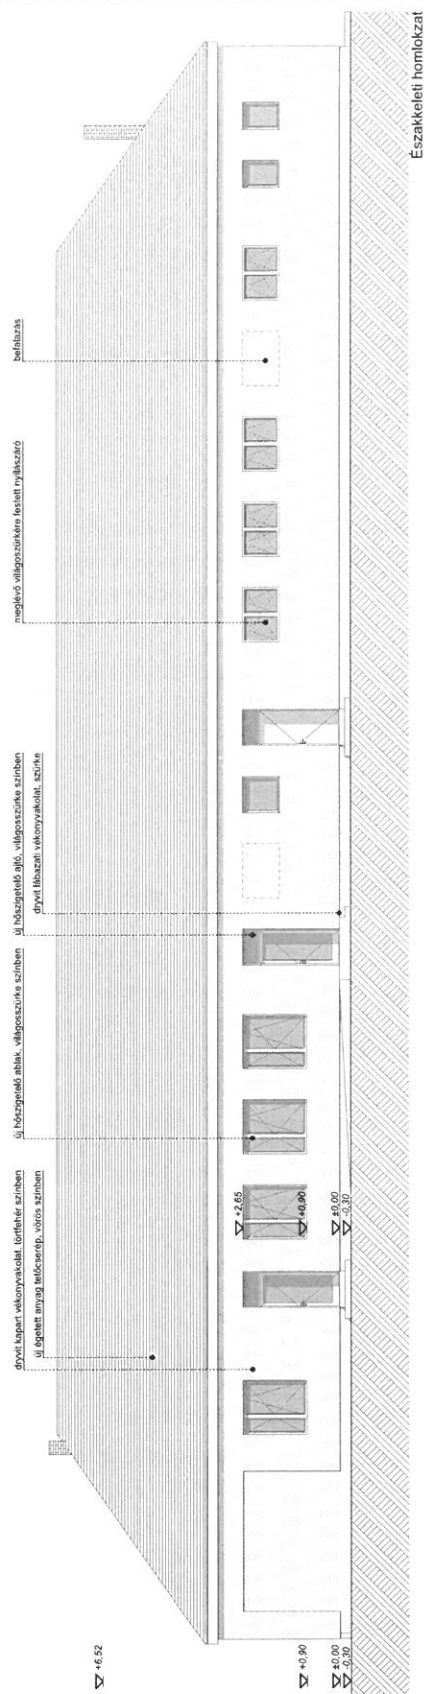 dryvit kapart vékonyvakolat, törtfehér színben
új égetett anyag tetőcserép, vörös színben
új hőszigetelő ablak, világosszürke színben
új hőszigetelő ajtó, világosszürke színben
dryvit lábazati vékonyvakolat, szürke
meglévő világoszürkére festett nyílászáró
befalazás
+6,52
+0,90
±0,00
-0,30
+2,65
+0,90
±0,00
-0,30
Északkeleti homlokzat